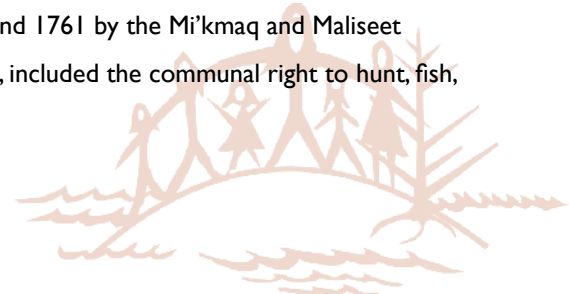 nd 1761 by the Mi’kmaq and Maliseet
, included the communal right to hunt, fish,